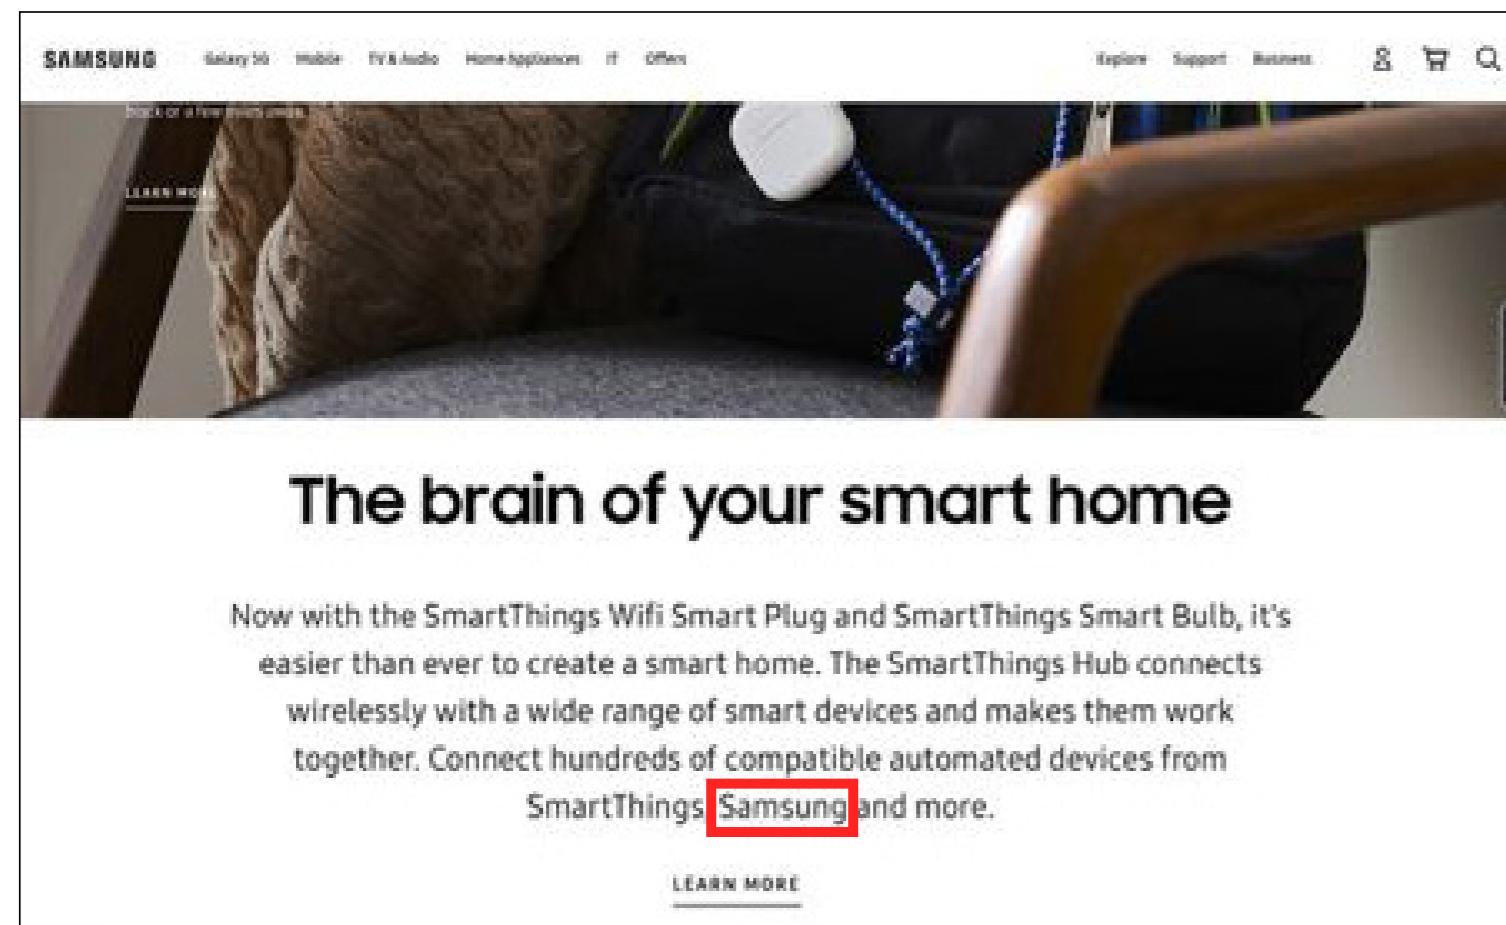 SAMSUNG Galaxy 5G Mobile TV & Audio Home Appliances IT Offers Explore Support Business
LEARN MORE
The brain of your smart home
Now with the SmartThings Wifi Smart Plug and SmartThings Smart Bulb, it's
easier than ever to create a smart home. The SmartThings Hub connects
wirelessly with a wide range of smart devices and makes them work
together. Connect hundreds of compatible automated devices from
SmartThings, Samsung and more.
LEARN MORE